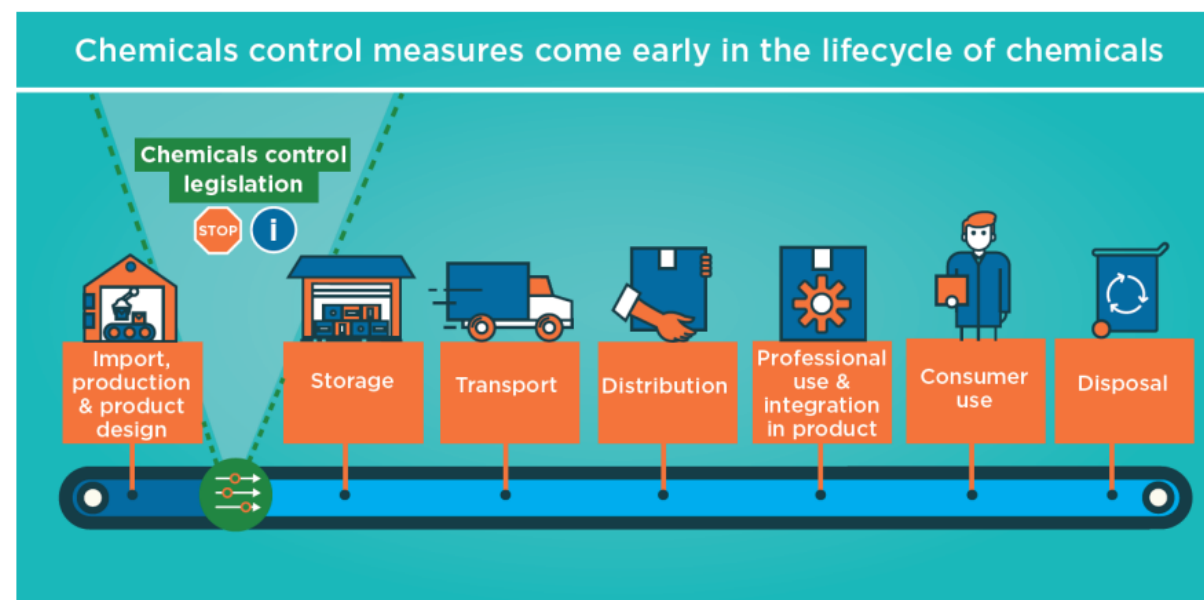 Chemicals control measures come early in the lifecycle of chemicals
Chemicals control
legislation
STOP
i
Import,
production
& product
design
Storage
Transport
Distribution
Professional
use &
integration
in product
Consumer
use
Disposal